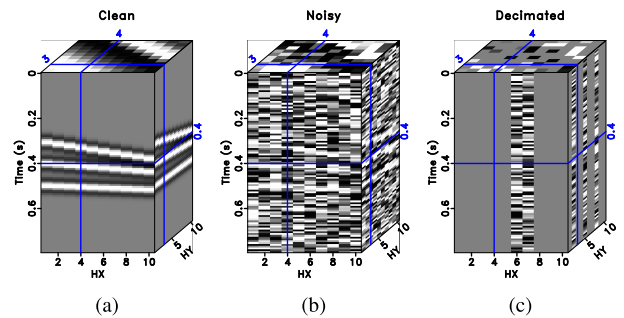 Clean Noisy Decimated
4 4 4
3 3 3
0 0 0
0.2 0.2 0.2
0.4 0.4 0.4 0.4 0.4 0.4
Time (s) Time (s) Time (s)
0.6 0.6 0.6
10 10 10
5 5 5
HY HY HY
2 4 6 8 10 2 4 6 8 10 2 4 6 8 10
HX HX HX
(a) (b) (c)